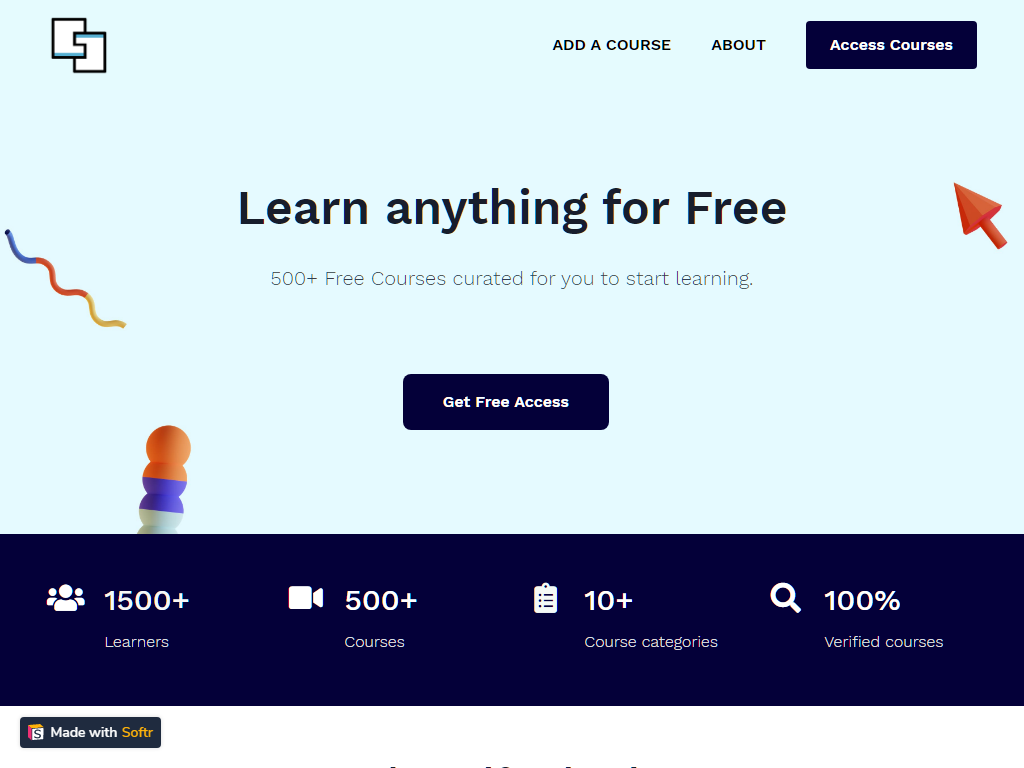 ADD A COURSE
ABOUT
Access Courses
Learn anything for Free
500+ Free Courses curated for you to start learning.
Get Free Access
1500+
Learners
500+
Courses
10+
Course categories
100%
Verified courses
Made with Softr